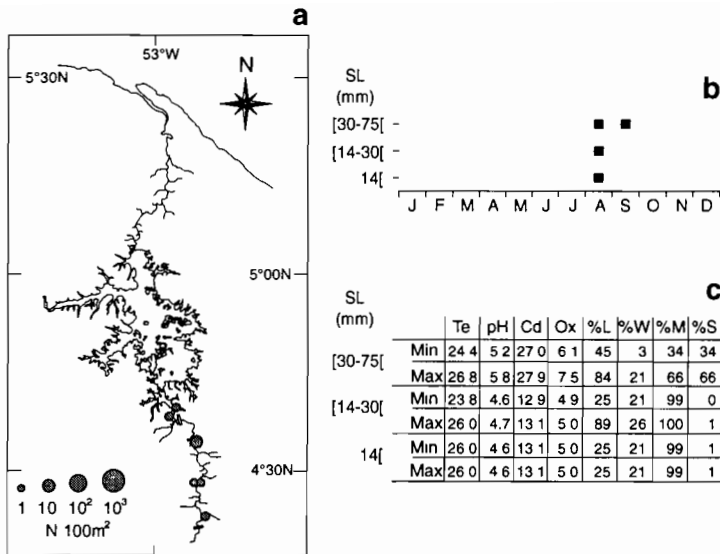 a
53°W
5°30N
N
5°00N
4°30N
1 10 10² 10³
N 100m²
b
SL
(mm)
[30-75[
[14-30[
14[
J F M A M J J A S O N D
c
SL
(mm)
Te pH Cd Ox %L %W %M %S
[30-75[
Min 24 4 5 2 27 0 6 1 45 3 34 34
Max 26 8 5 8 27 9 7 5 84 21 66 66
[14-30[
Min 23 8 4.6 12 9 4 9 25 21 99 0
Max 26 0 4.7 13 1 5 0 89 26 100 1
14[
Min 26 0 4 6 13 1 5 0 25 21 99 1
Max 26 0 4 6 13 1 5 0 25 21 99 1